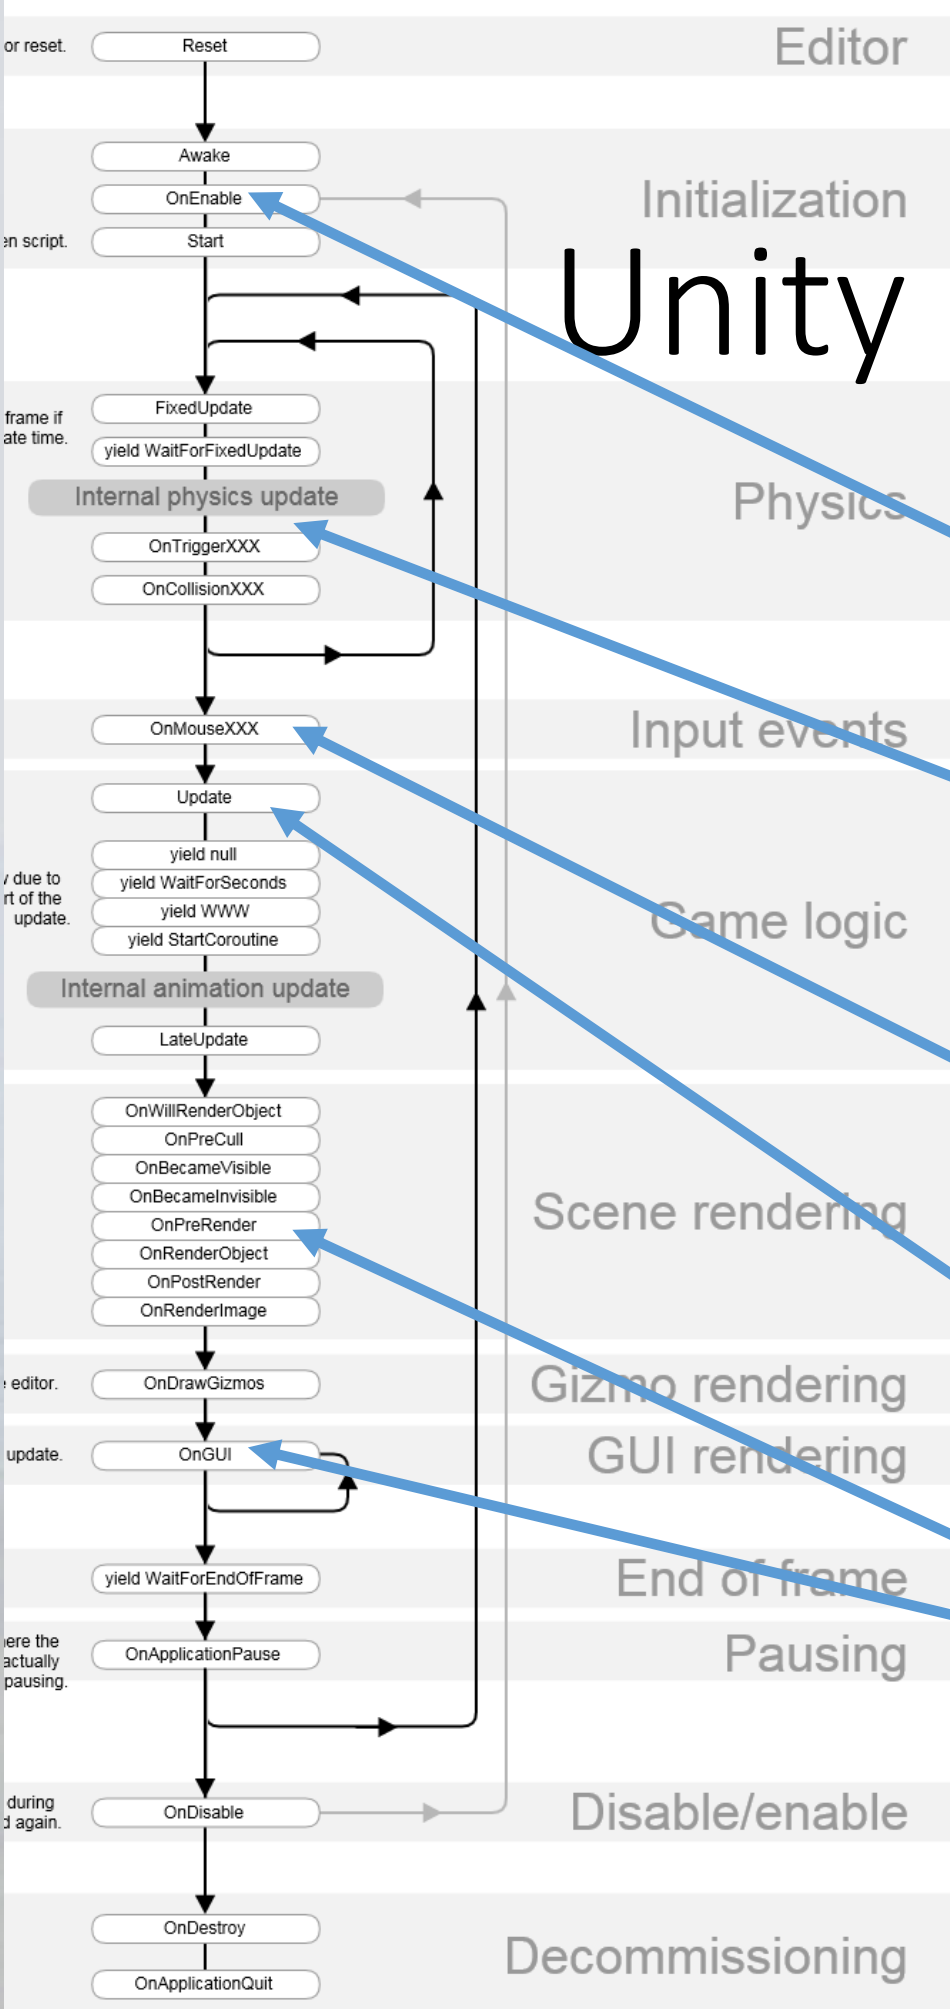 or reset.
Reset
Editor
Awake
OnEnable
Initialization
en script.
Start
Unity
FixedUpdate
frame if
ate time.
yield WaitForFixedUpdate
Internal physics update
Physics
OnTriggerXXX
OnCollisionXXX
OnMouseXXX
Input events
Update
yield null
v due to
rt of the
update.
yield WaitForSeconds
yield WWW
yield StartCoroutine
Game logic
Internal animation update
LateUpdate
OnWillRenderObject
OnPreCull
OnBecameVisible
OnBecameInvisible
OnPreRender
OnRenderObject
OnPostRender
OnRenderImage
Scene rendering
editor.
OnDrawGizmos
Gizmo rendering
update.
OnGUI
GUI rendering
yield WaitForEndOfFrame
End of frame
ere the
actually
pausing.
OnApplicationPause
Pausing
during
d again.
OnDisable
Disable/enable
OnDestroy
OnApplicationQuit
Decommissioning